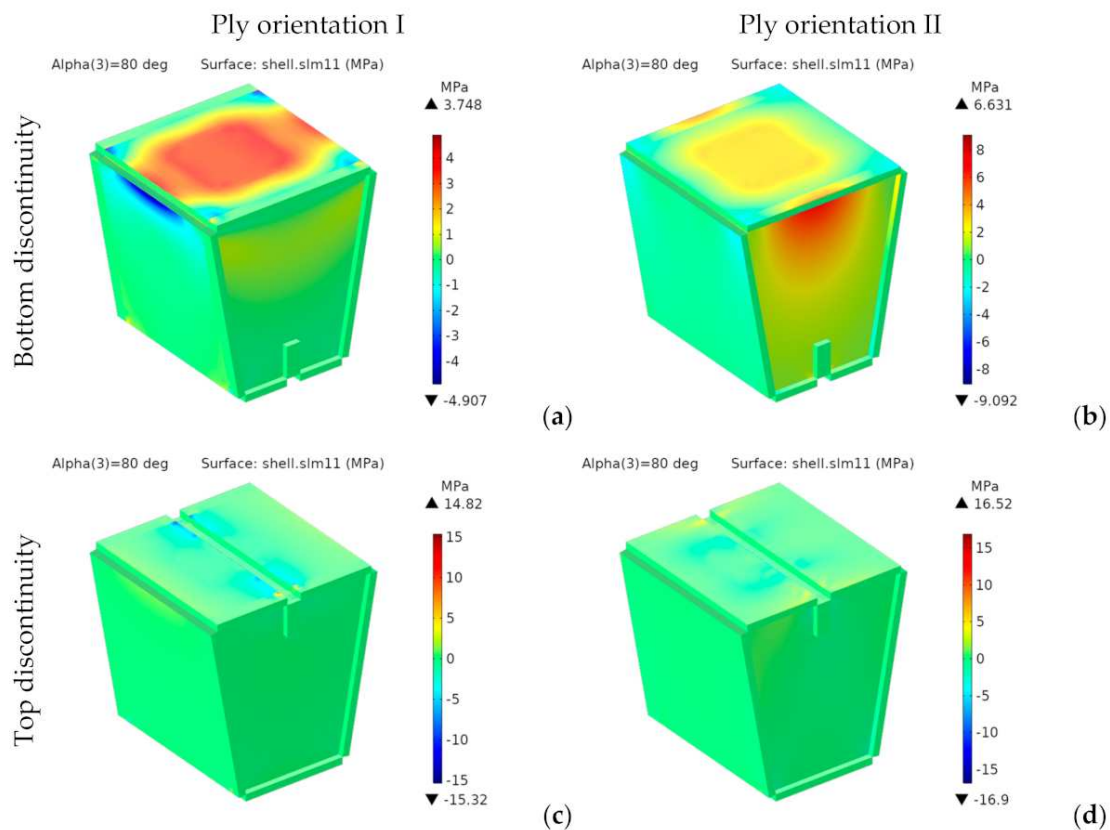 Ply orientation I
Ply orientation II
Bottom discontinuity
Alpha(3)=80 deg Surface: shell.slm11 (MPa)
MPa
▲ 3.748
4
3
2
1
0
-1
-2
-3
-4
▼ -4.907
(a)
Alpha(3)=80 deg Surface: shell.slm11 (MPa)
MPa
▲ 6.631
8
6
4
2
0
-2
-4
-6
-8
▼ -9.092
(b)
Top discontinuity
Alpha(3)=80 deg Surface: shell.slm11 (MPa)
MPa
▲ 14.82
15
10
5
0
-5
-10
-15
▼ -15.32
(c)
Alpha(3)=80 deg Surface: shell.slm11 (MPa)
MPa
▲ 16.52
15
10
5
0
-5
-10
-15
▼ -16.9
(d)